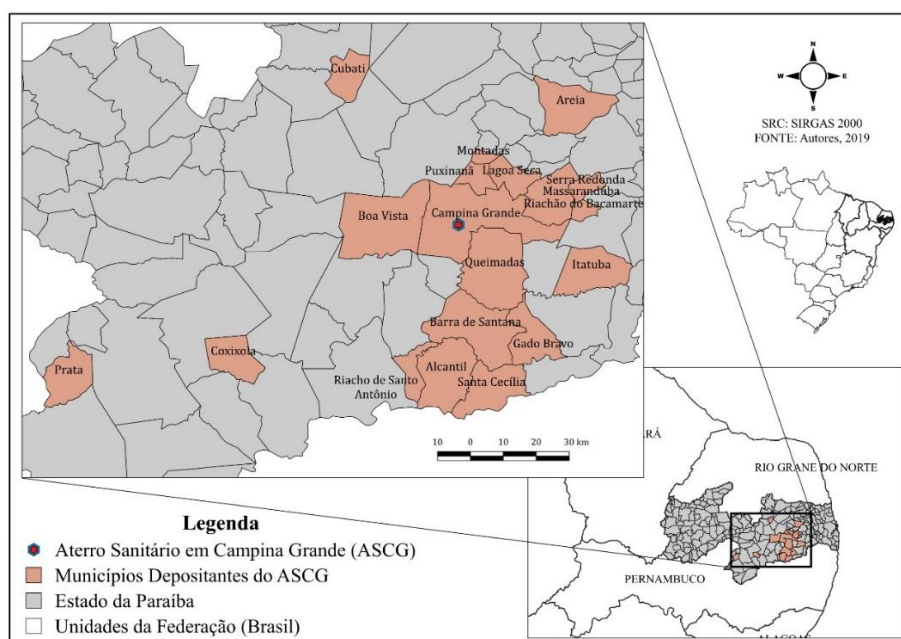 Cubati
Areia
Montadas
Puxinanã
Lagoa Seca
Serra Redonda
Massaranduba
Riachão do Bacamarte
Boa Vista
Campina Grande
Queimadas
Itatuba
Barra de Santana
Gado Bravo
Coxixola
Prata
Alcantil
Riacho de Santo
Antônio
Santa Cecília
10 0 10 20 30 km
N
W E
S
SRC: SIRGAS 2000
FONTE: Autores, 2019
ARÁ
RIO GRANE DO NORTE
PERNAMBUCO
ALAGOAS
Legenda
Aterro Sanitário em Campina Grande (ASCG)
Municípios Depositantes do ASCG
Estado da Paraíba
Unidades da Federação (Brasil)